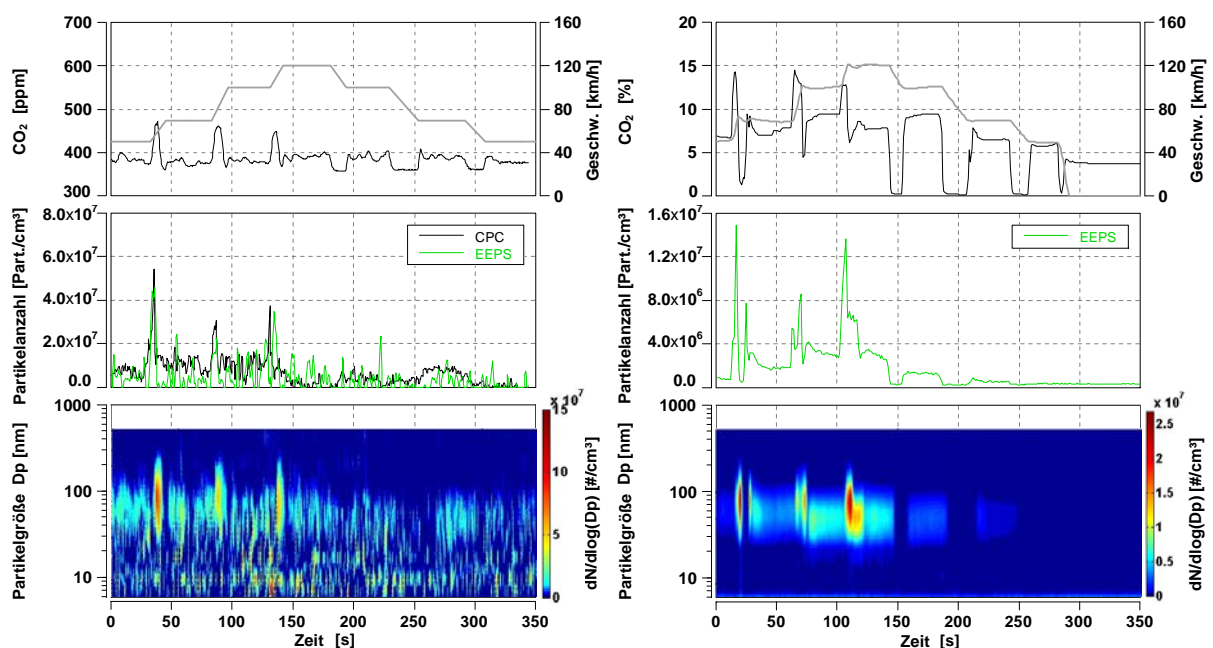 700
600
500
400
300
CO₂ [ppm]
160
120
80
40
0
Geschw. [km/h]
20
15
10
5
0
CO₂ [%]
160
120
80
40
0
Geschw. [km/h]
8.0x10⁷
6.0x10⁷
4.0x10⁷
2.0x10⁷
0.0
Partikelanzahl [Part./cm³]
CPC
EEPS
1.6x10⁷
1.2x10⁷
8.0x10⁶
4.0x10⁶
0.0
Partikelanzahl [Part./cm³]
EEPS
1000
100
10
Partikelgröße Dp [nm]
0 50 100 150 200 250 300 350
Zeit [s]
x 10⁷
15
10
5
0
dN/dlog(Dp) [#/cm³]
1000
100
10
Partikelgröße Dp [nm]
0 50 100 150 200 250 300 350
Zeit [s]
x 10⁷
2.5
2
1.5
1
0.5
0
dN/dlog(Dp) [#/cm³]